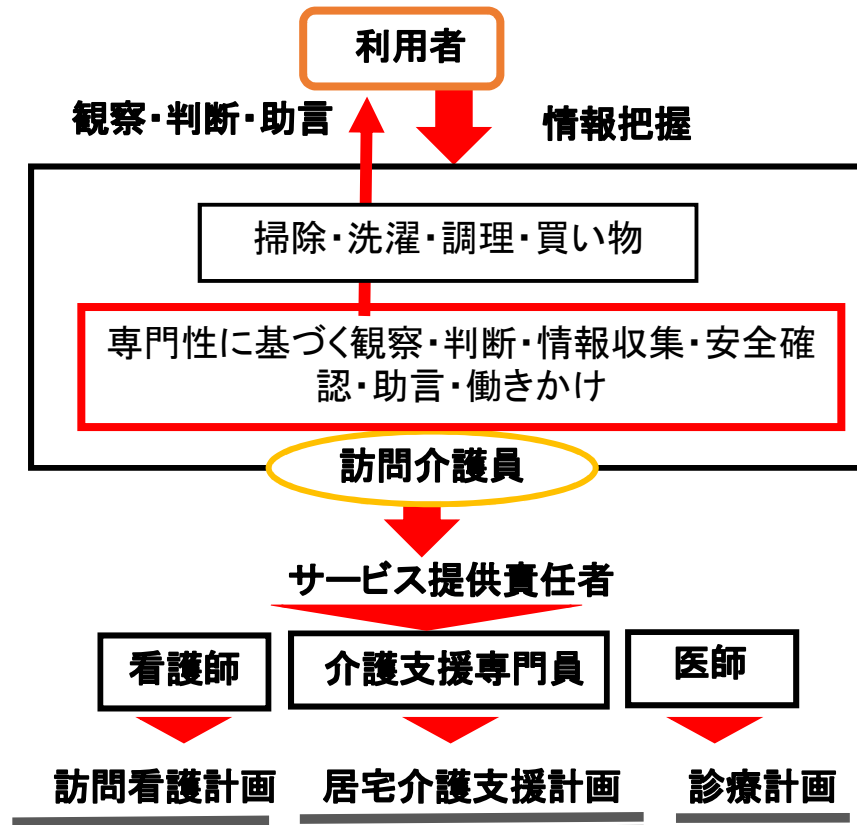 利用者
観察・判断・助言
情報把握
掃除・洗濯・調理・買い物
専門性に基づく観察・判断・情報収集・安全確
認・助言・働きかけ
訪問介護員
サービス提供責任者
看護師
介護支援専門員
医師
訪問看護計画
居宅介護支援計画
診療計画